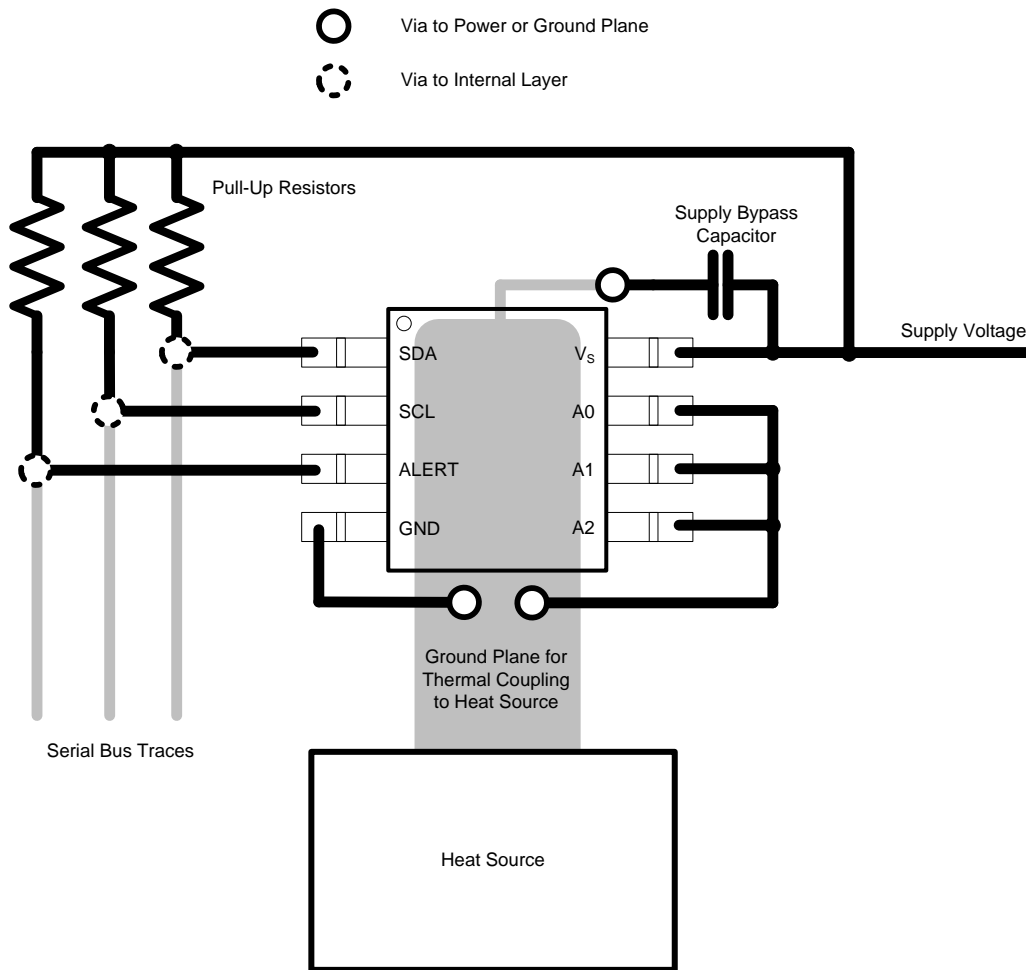 Via to Power or Ground Plane
Via to Internal Layer
Pull-Up Resistors
Supply Bypass
Capacitor
Supply Voltage
SDA
VS
SCL
A0
ALERT
A1
GND
A2
Ground Plane for
Thermal Coupling
to Heat Source
Serial Bus Traces
Heat Source